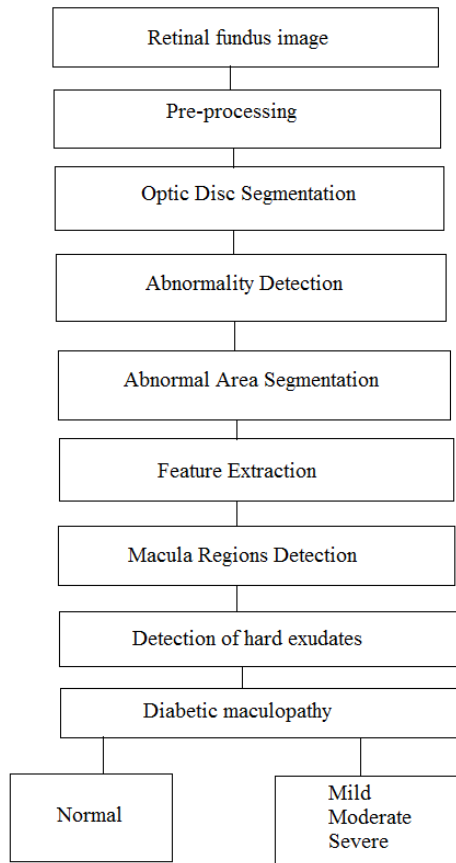 Retinal fundus image
Pre-processing
Optic Disc Segmentation
Abnormality Detection
Abnormal Area Segmentation
Feature Extraction
Macula Regions Detection
Detection of hard exudates
Diabetic maculopathy
Normal
Mild
Moderate
Severe